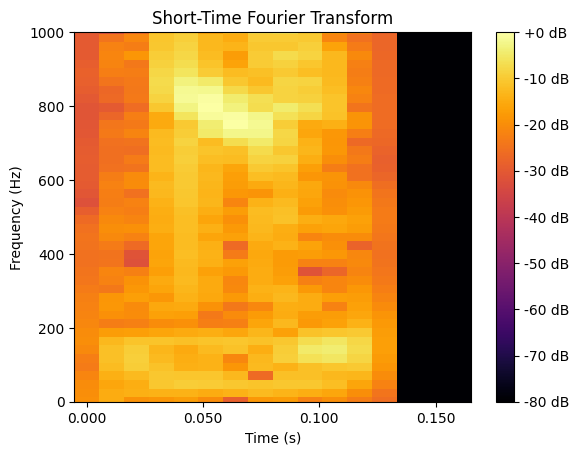 Short-Time Fourier Transform
Frequency (Hz)
1000
800
600
400
200
0
0.000
0.050
0.100
0.150
Time (s)
+0 dB
-10 dB
-20 dB
-30 dB
-40 dB
-50 dB
-60 dB
-70 dB
-80 dB